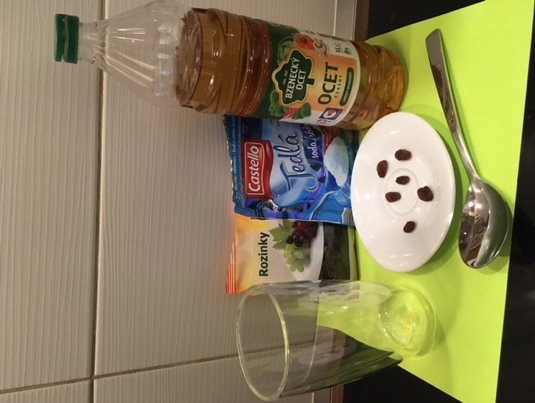 BZENECKÝ
OCET
OCET
Castello
Jedlá
soda
Rozinky